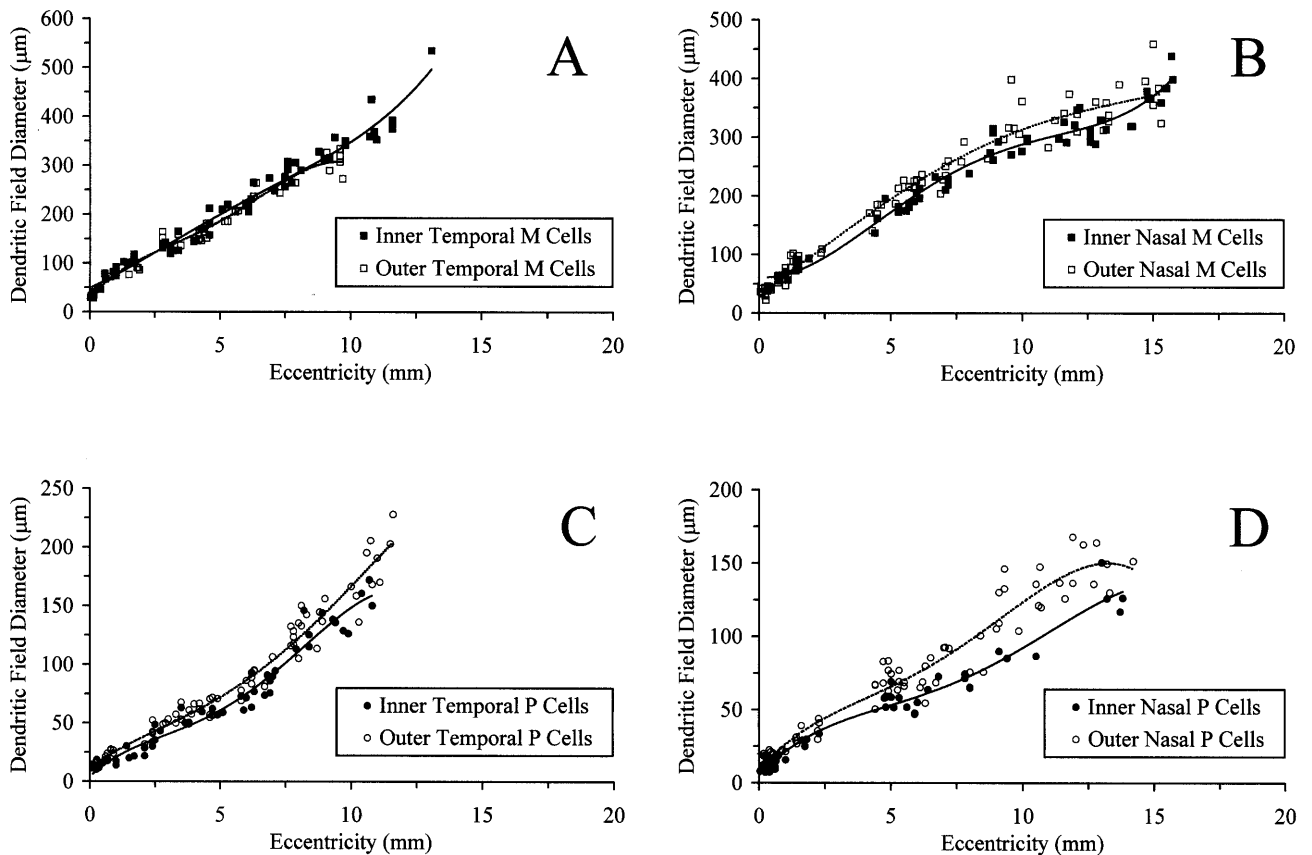 A
Dendritic Field Diameter (μm)
600
500
400
300
200
100
0
0 5 10 15 20
Eccentricity (mm)
Inner Temporal M Cells
Outer Temporal M Cells
B
Dendritic Field Diameter (μm)
500
400
300
200
100
0
0 5 10 15 20
Eccentricity (mm)
Inner Nasal M Cells
Outer Nasal M Cells
C
Dendritic Field Diameter (μm)
250
200
150
100
50
0
0 5 10 15 20
Eccentricity (mm)
Inner Temporal P Cells
Outer Temporal P Cells
D
Dendritic Field Diameter (μm)
200
150
100
50
0
0 5 10 15 20
Eccentricity (mm)
Inner Nasal P Cells
Outer Nasal P Cells